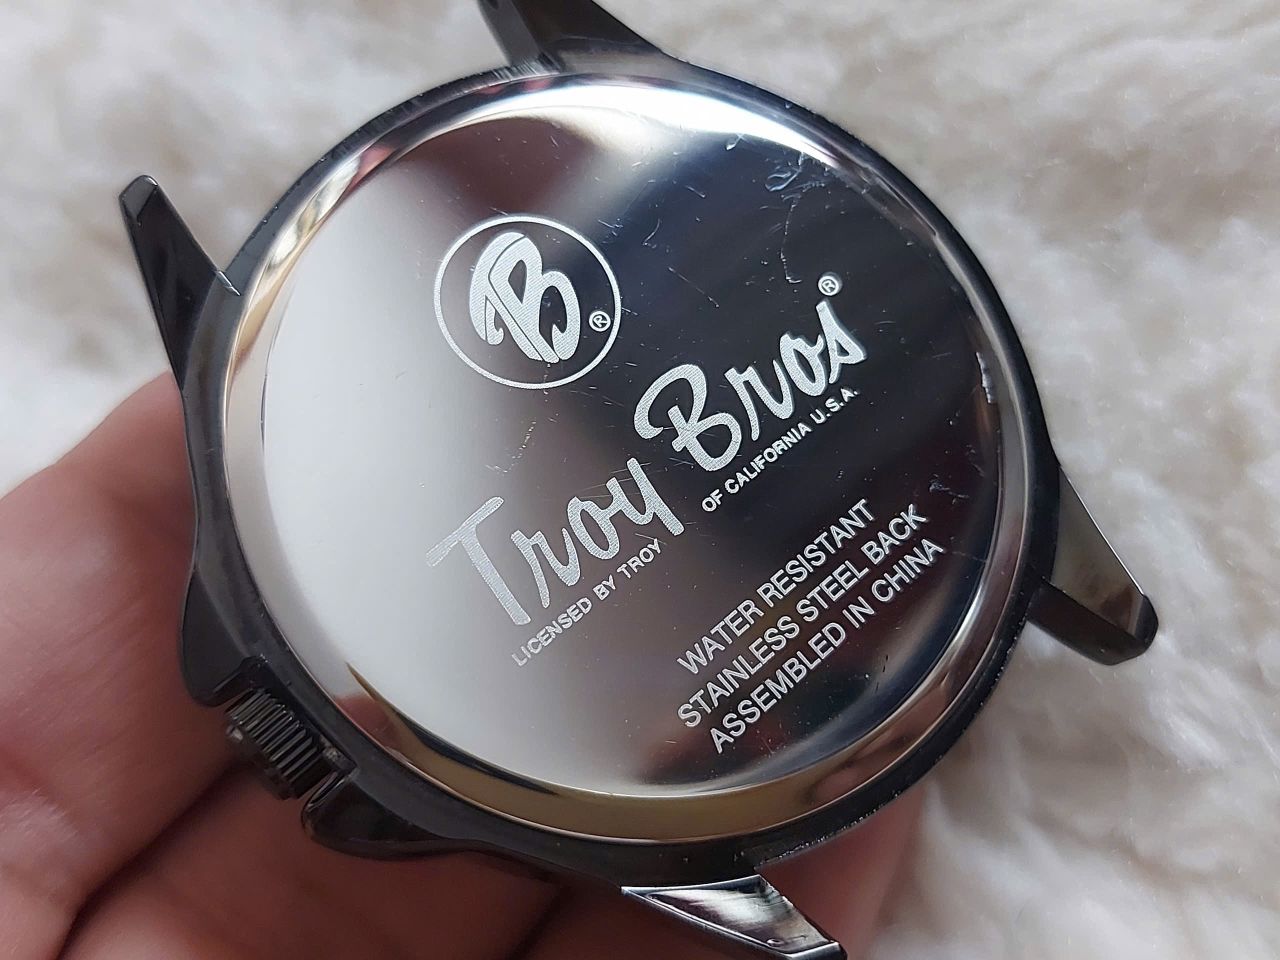 TB®
Troy Bros®
LICENSED BY TROY OF CALIFORNIA U.S.A.
WATER RESISTANT
STAINLESS STEEL BACK
ASSEMBLED IN CHINA